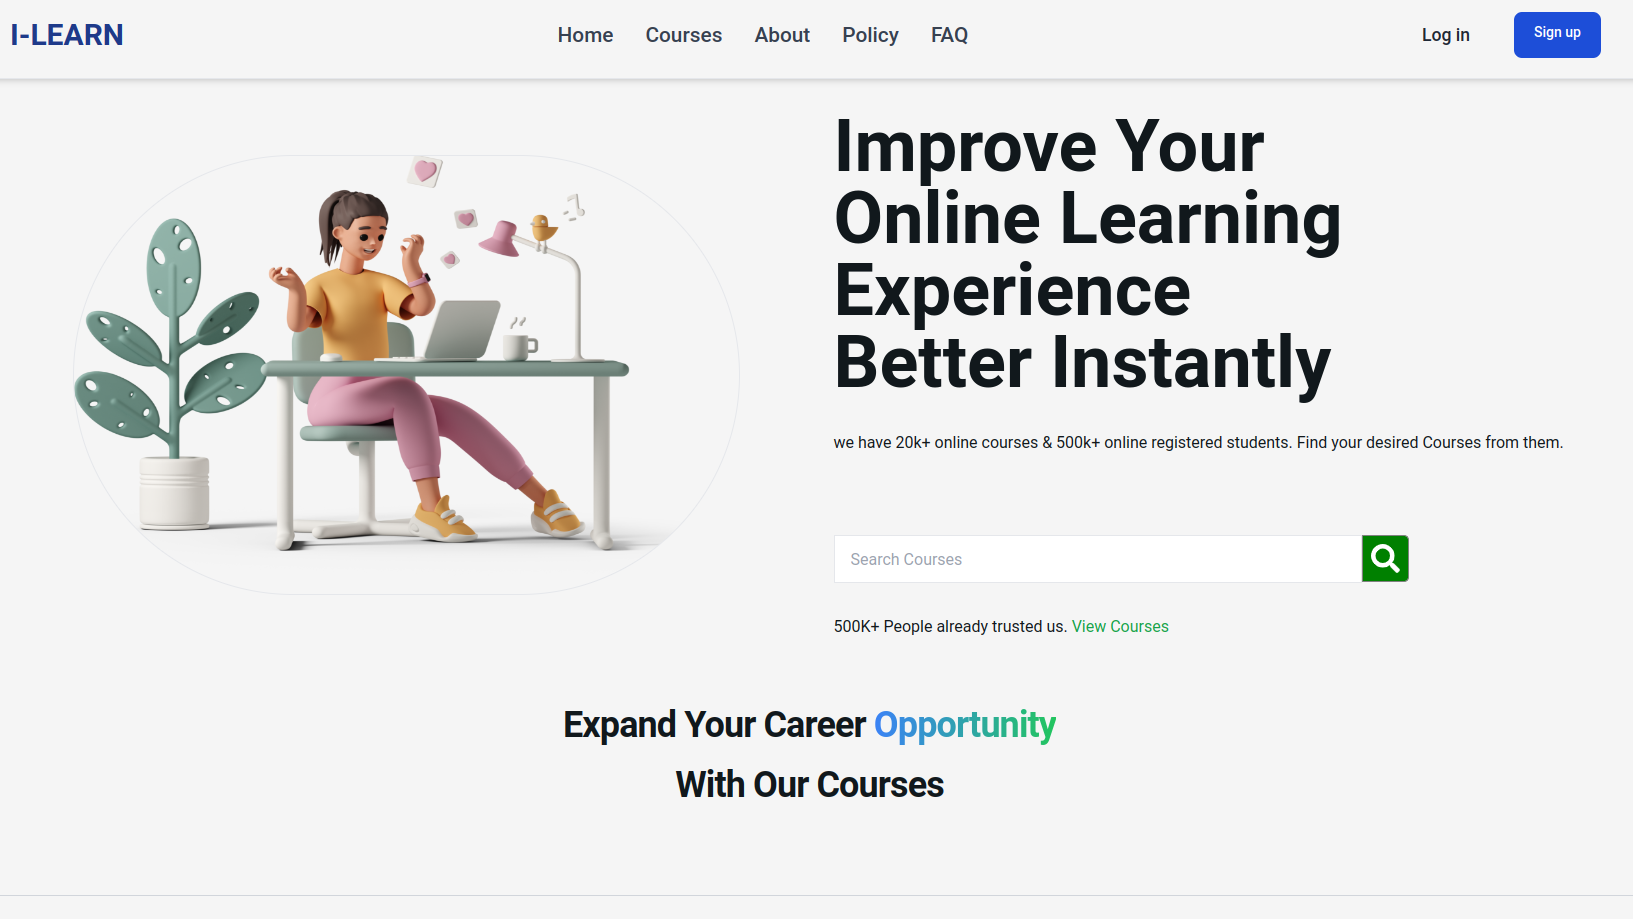 I-LEARN
Home Courses About Policy FAQ
Log in
Sign up
Improve Your
Online Learning
Experience
Better Instantly
we have 20k+ online courses & 500k+ online registered students. Find your desired Courses from them.
Search Courses
500K+ People already trusted us. View Courses
Expand Your Career Opportunity
With Our Courses